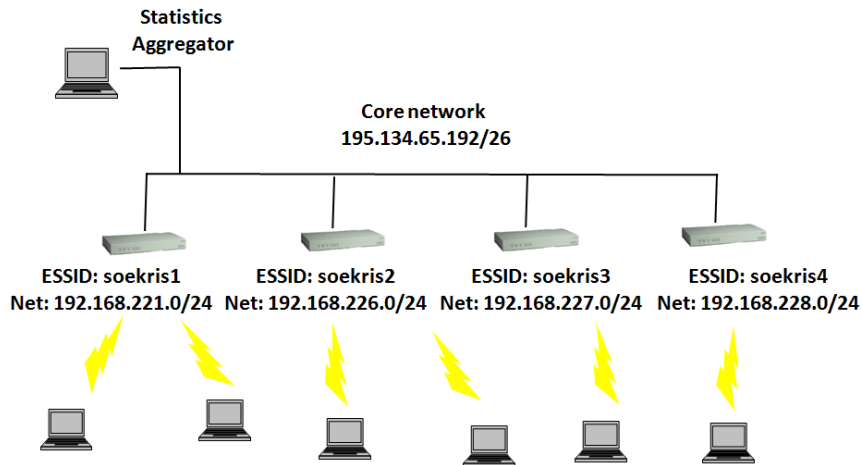 Statistics
Aggregator
Core network
195.134.65.192/26
ESSID: soekris1
Net: 192.168.221.0/24
ESSID: soekris2
Net: 192.168.226.0/24
ESSID: soekris3
Net: 192.168.227.0/24
ESSID: soekris4
Net: 192.168.228.0/24